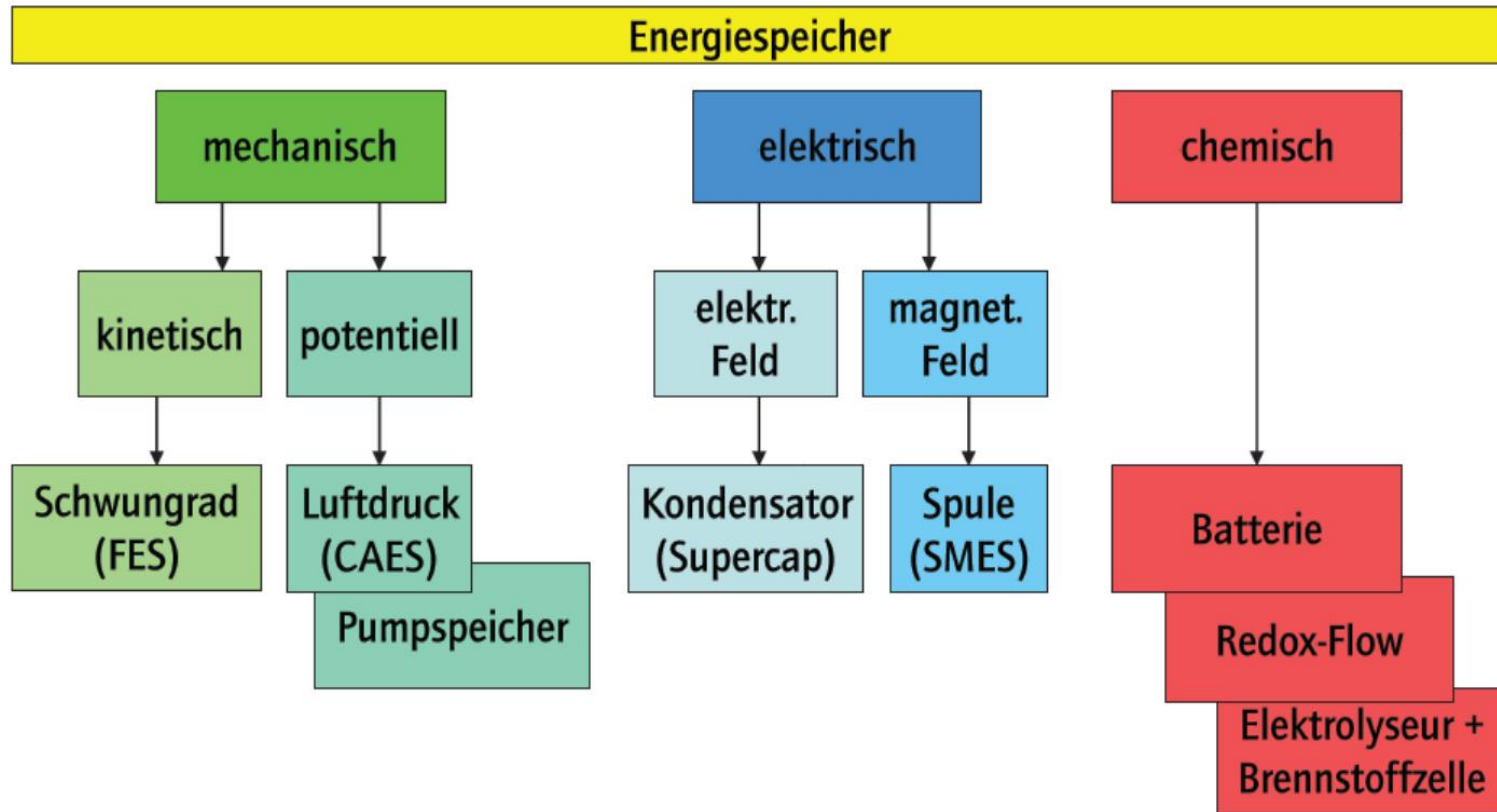 Energiespeicher
mechanisch
elektrisch
chemisch
kinetisch
potentiell
elektr.
Feld
magnet.
Feld
Schwungrad
(FES)
Luftdruck
(CAES)
Pumpspeicher
Kondensator
(Supercap)
Spule
(SMES)
Batterie
Redox-Flow
Elektrolyseur +
Brennstoffzelle